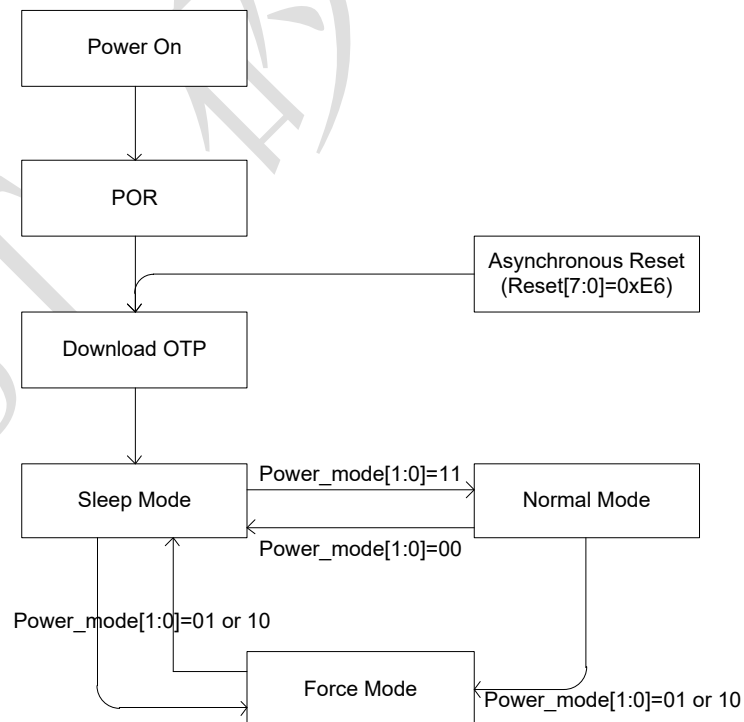 Power On
POR
Asynchronous Reset
(Reset[7:0]=0xE6)
Download OTP
Power_mode[1:0]=11
Sleep Mode
Normal Mode
Power_mode[1:0]=00
Power_mode[1:0]=01 or 10
Force Mode
Power_mode[1:0]=01 or 10